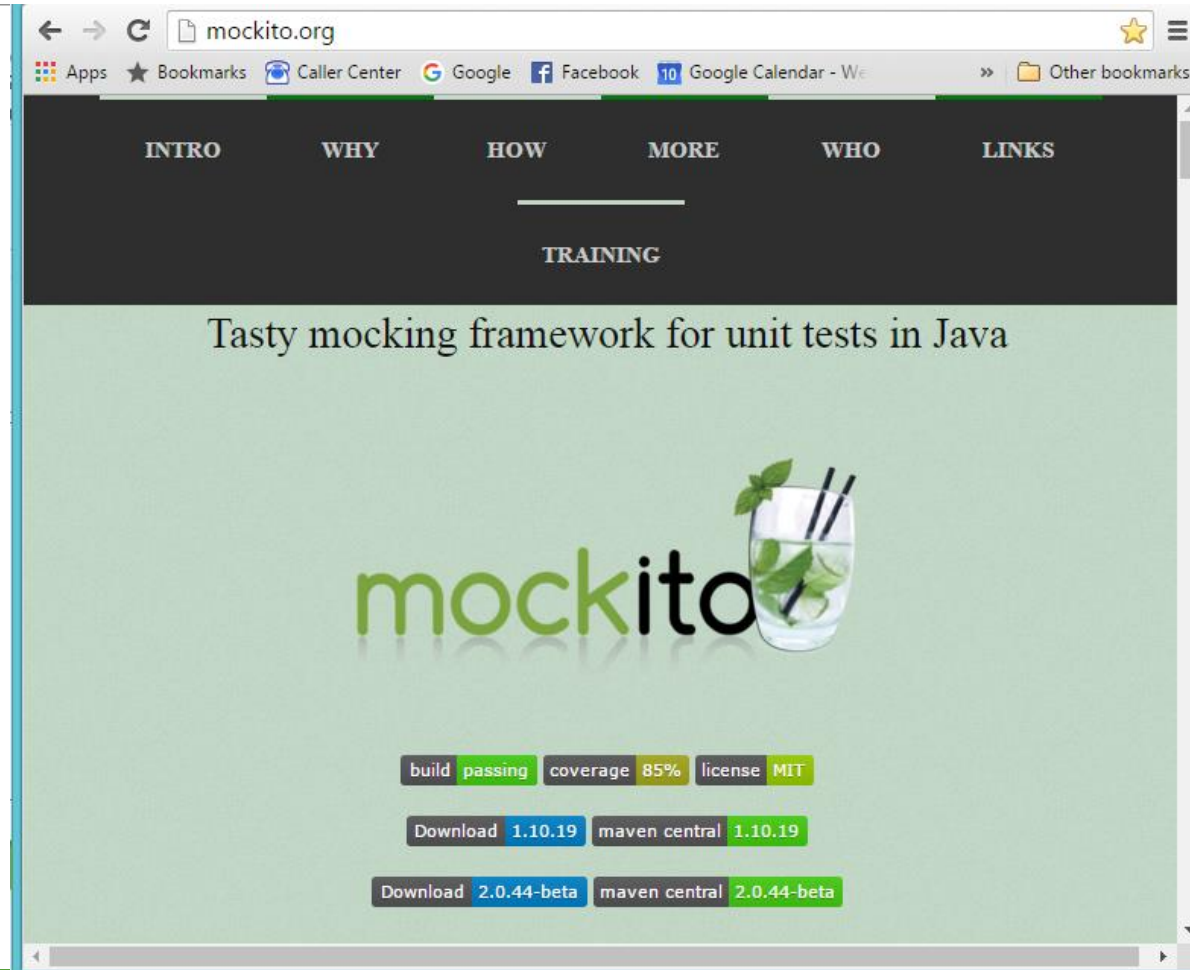 mockito.org
Apps Bookmarks Caller Center Google Facebook 10 Google Calendar - We » Other bookmarks
INTRO WHY HOW MORE WHO LINKS
TRAINING
Tasty mocking framework for unit tests in Java
mockito
build passing coverage 85% license MIT
Download 1.10.19 maven central 1.10.19
Download 2.0.44-beta maven central 2.0.44-beta